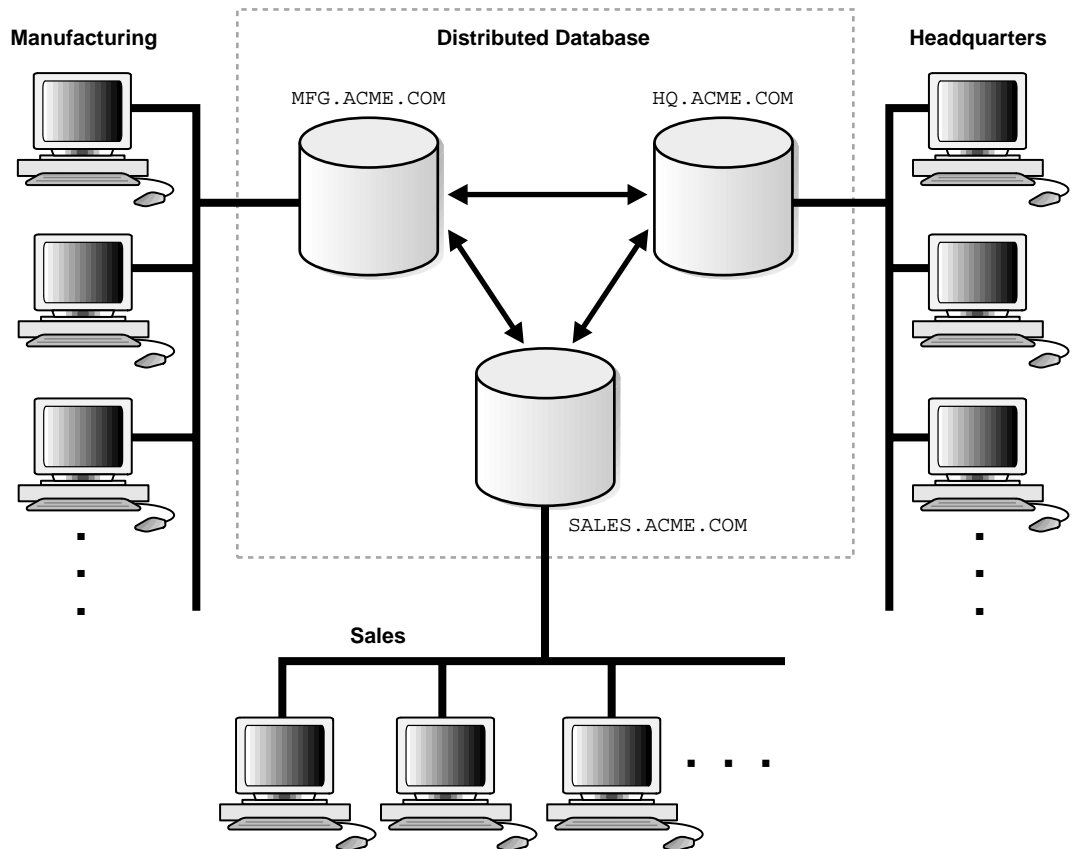 Manufacturing
Distributed Database
Headquarters
MFG.ACME.COM
HQ.ACME.COM
SALES.ACME.COM
Sales